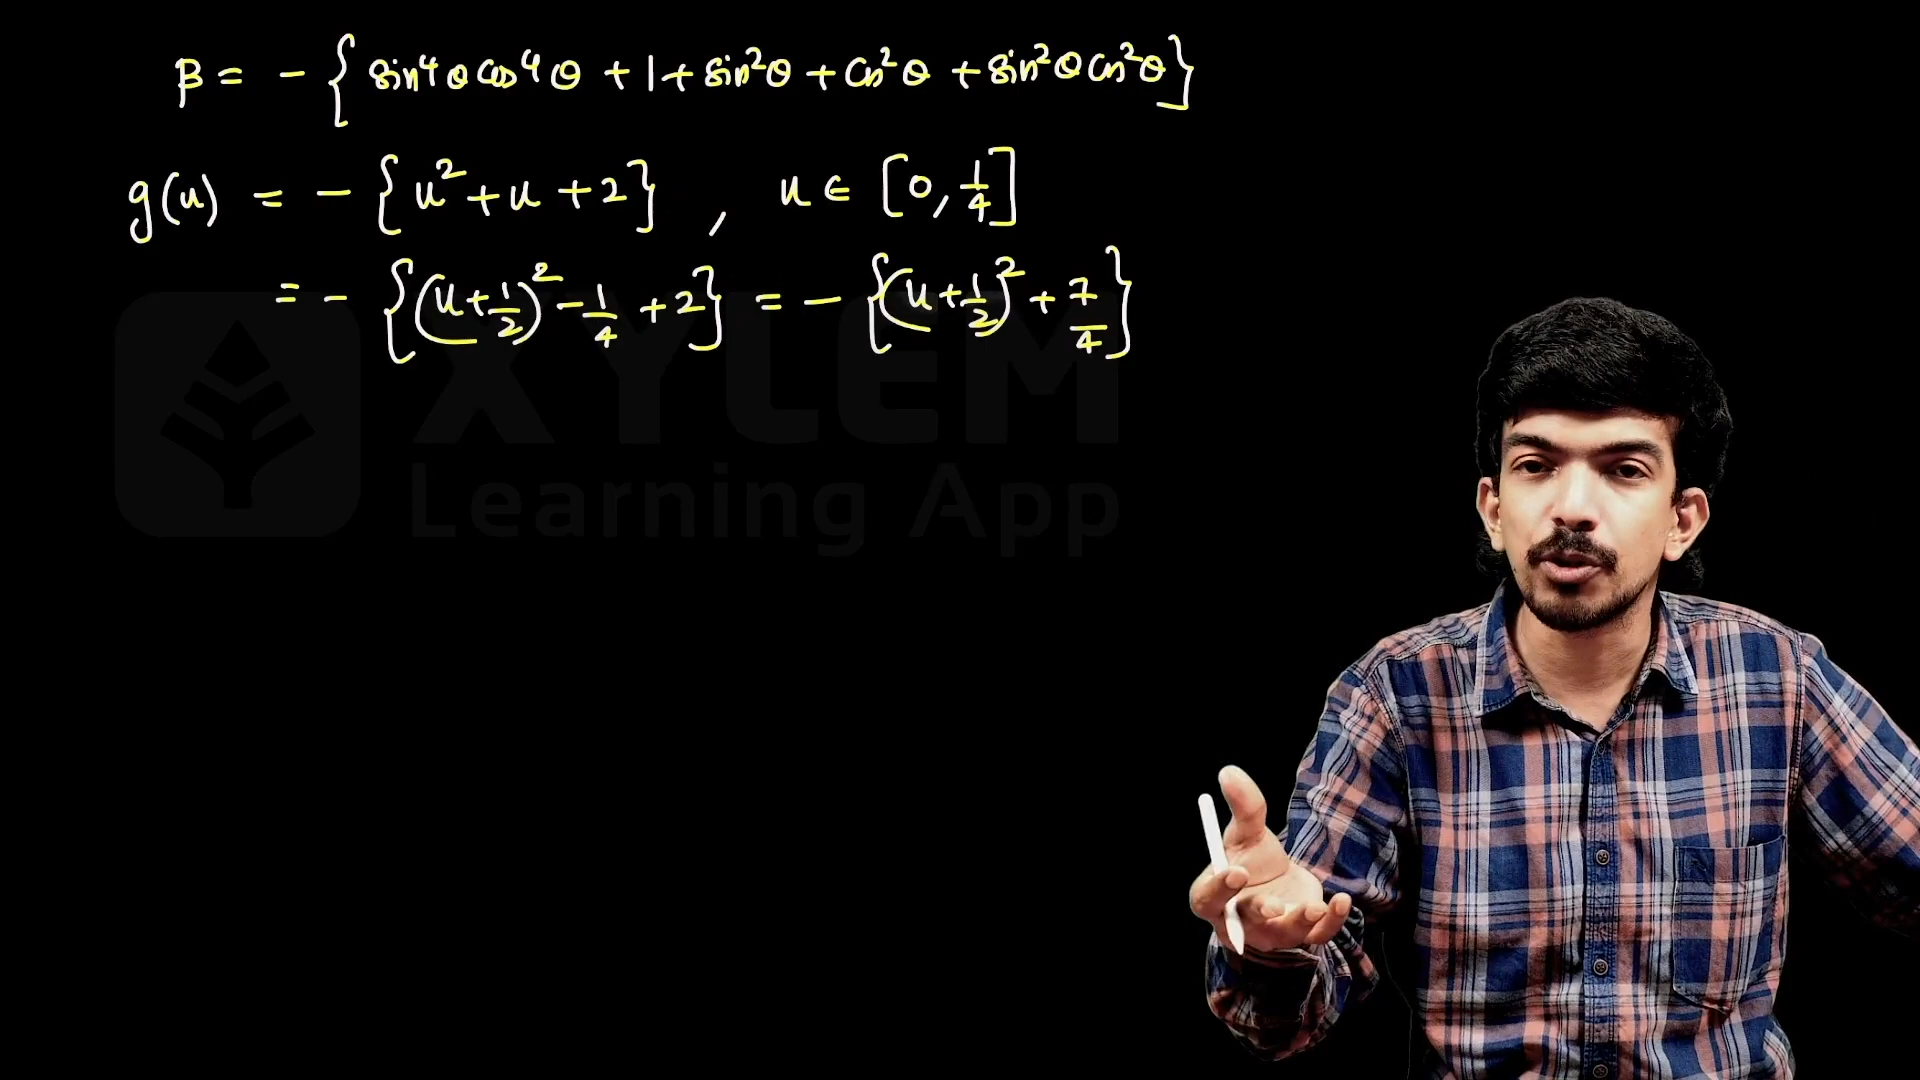 β = - { sin⁴θ cos⁴θ + 1 + sin²θ + cos²θ + sin²θ cos²θ }
g(u) = - { u² + u + 2 } , u ∈ [0, 1/4]
= - { (u + 1/2)² - 1/4 + 2 } = - { (u + 1/2)² + 7/4 }
XYLEM
Learning App